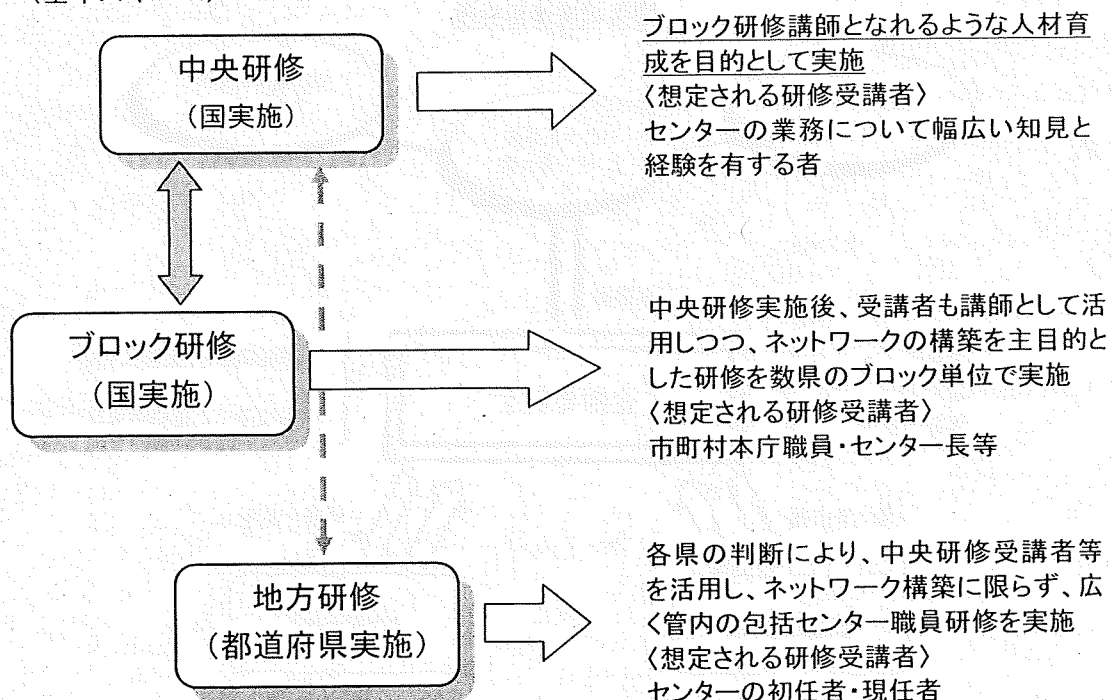 中央研修
(国実施)
ブロック研修講師となれるような人材育
成を目的として実施
〈想定される研修受講者〉
センターの業務について幅広い知見と
経験を有する者
ブロック研修
(国実施)
中央研修実施後、受講者も講師として活
用しつつ、ネットワークの構築を主目的と
した研修を数県のブロック単位で実施
〈想定される研修受講者〉
市町村本庁職員・センター長等
地方研修
(都道府県実施)
各県の判断により、中央研修受講者等
を活用し、ネットワーク構築に限らず、広
く管内の包括センター職員研修を実施
〈想定される研修受講者〉
センターの初任者・現任者